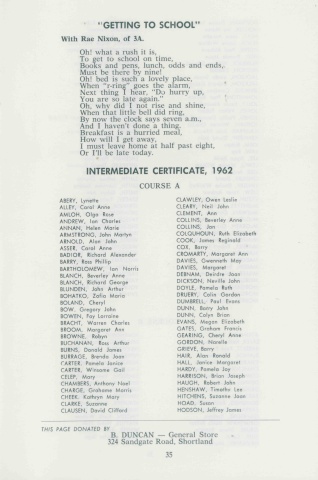 "GETTING TO SCHOOL"
With Rae Nixon, of 3A.
Oh! what a rush it is,
To get to school on time,
Books and pens, lunch, odds and ends,
Must be there by nine!
Oh! bed is such a lovely place,
When "r-ring" goes the alarm,
Next thing I hear, "Do hurry up,
You are so late again."
Oh, why did I not rise and shine,
When that little bell did ring,
By now the clock says seven a.m.,
And I haven't done a thing.
Breakfast is a hurried meal,
How will I get away,
I must leave home at half past eight,
Or I'll be late today.
INTERMEDIATE CERTIFICATE, 1962
COURSE A
ABERY, Lynette
ALLEY, Carol Anne
AMLOH, Olga Rose
ANDREW, Ian Charles
ANNAN, Helen Marie
ARMSTRONG, John Martyn
ARNOLD, Alan John
ASSER, Carol Anne
BADIOR, Richard Alexander
BARRY, Ross Phillip
BARTHOLOMEW, Ian Harris
BLANCH, Beverley Anne
BLANCH, Richard George
BLUNDEN, John Arthur
BOHATKO, Zofia Maria
BOLAND, Cheryl
BOW, Gregory John
BOWEN, Fay Lorraine
BRACHT, Warren Charles
BROOM, Margaret Ann
BROWNE, Robyn
BUCHANAN, Ross Arthur
BURNS, Donald James
BURRAGE, Brenda Joan
CARTER, Pamela Janice
CARTER, Winsome Gail
CELEP, Mary
CHAMBERS, Anthony Noel
CHARGE, Grahame Morris
CHEEK, Kathryn Mary
CLARKE, Suzanne
CLAUSEN, David Clifford
CLAWLEY, Owen Leslie
CLEARY, Neil John
CLEMENT, Ann
COLLINS, Beverley Anne
COLLINS, Jan
COLQUHOUN, Ruth Elizabeth
COOK, James Reginald
COX, Barry
CROMARTY, Margaret Ann
DAVIES, Gwenneth May
DAVIES, Margaret
DEBNAM, Deirdre Joan
DICKSON, Neville John
DOYLE, Pamela Ruth
DRURY, Colin Gordon
DUMBRELL, Paul Evans
DUNN, Barry John
DUNN, Colyn Brian
EVANS, Megan Elizabeth
GATES, Graham Francis
GEARING, Cheryl Anne
GORDON, Narelle
GRIEVE, Barry
HAIR, Alan Ronald
HALL, Janice Margaret
HARDY, Pamela Joy
HARRISON, Brian Joseph
HAUGH, Robert John
HENSHAW, Timothy Leo
HITCHENS, Suzanne Joan
HOAD, Susan
HODSON, Jeffrey James
THIS PAGE DONATED BY
B. DUNCAN — General Store
324 Sandgate Road, Shortland
35